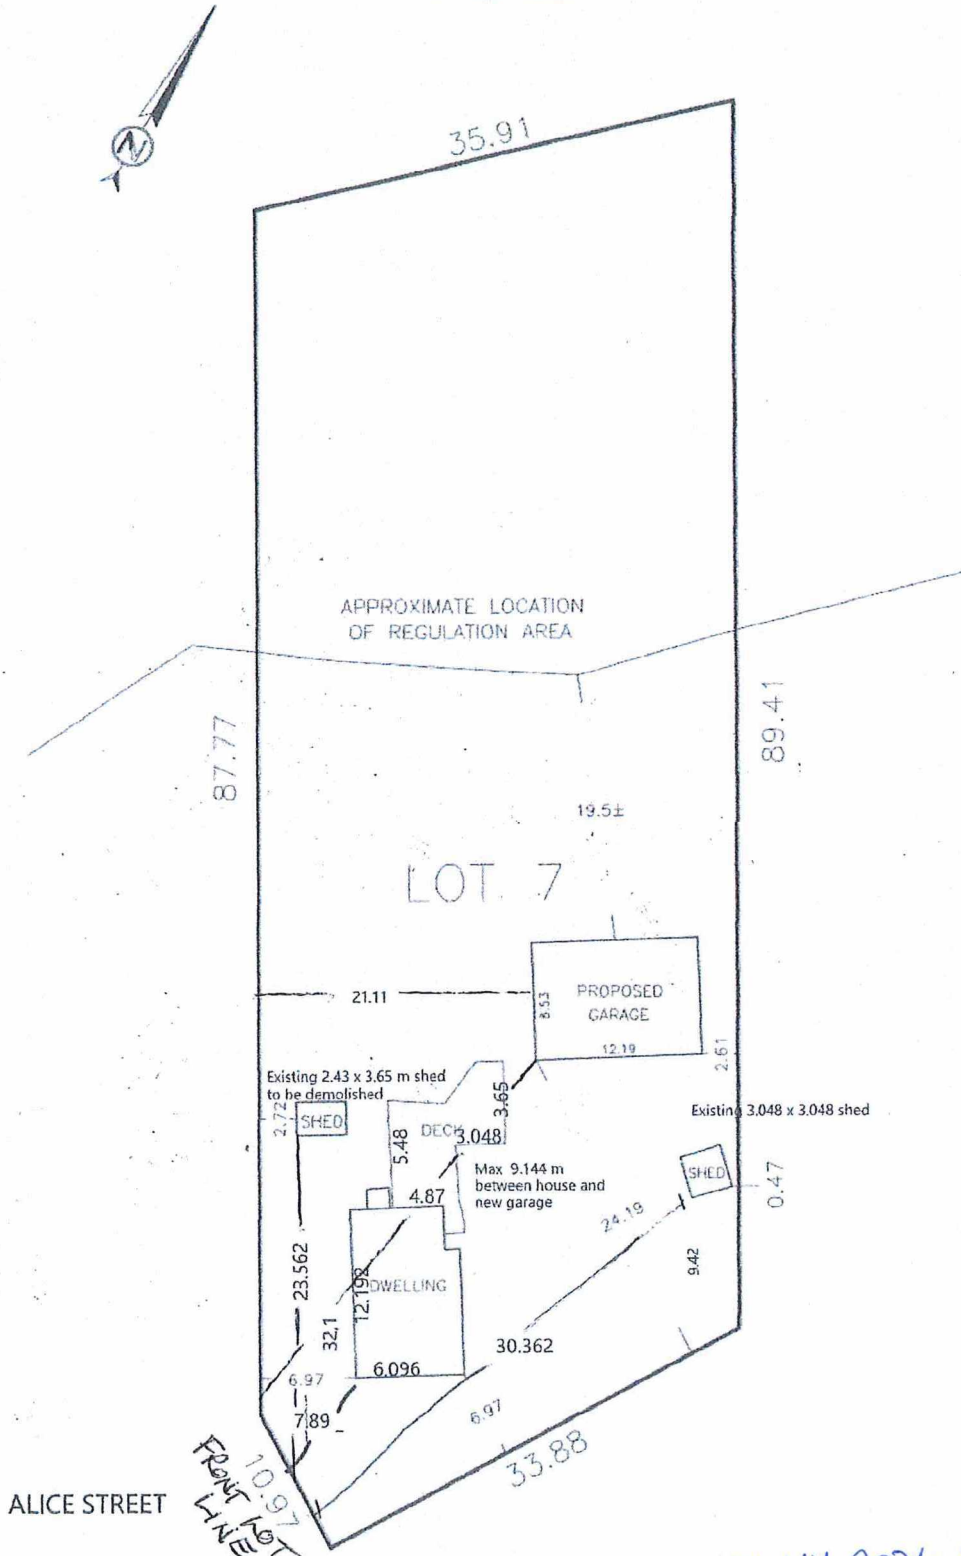 N
35.91
APPROXIMATE LOCATION
OF REGULATION AREA
87.77
89.41
19.5±
LOT 7
21.11
PROPOSED
GARAGE
8.53
12.19
2.61
Existing 2.43 x 3.65 m shed
to be demolished
3.65
2.72
SHED
DECK
3.048
5.48
Existing 3.048 x 3.048 shed
Max 9.144 m
between house and
new garage
SHED
0.47
4.87
24.19
9.42
23.562
12.192
DWELLING
32.1
30.362
6.096
6.97
7.89
6.97
33.88
10.97
FRONT LOT
LINE
ALICE STREET